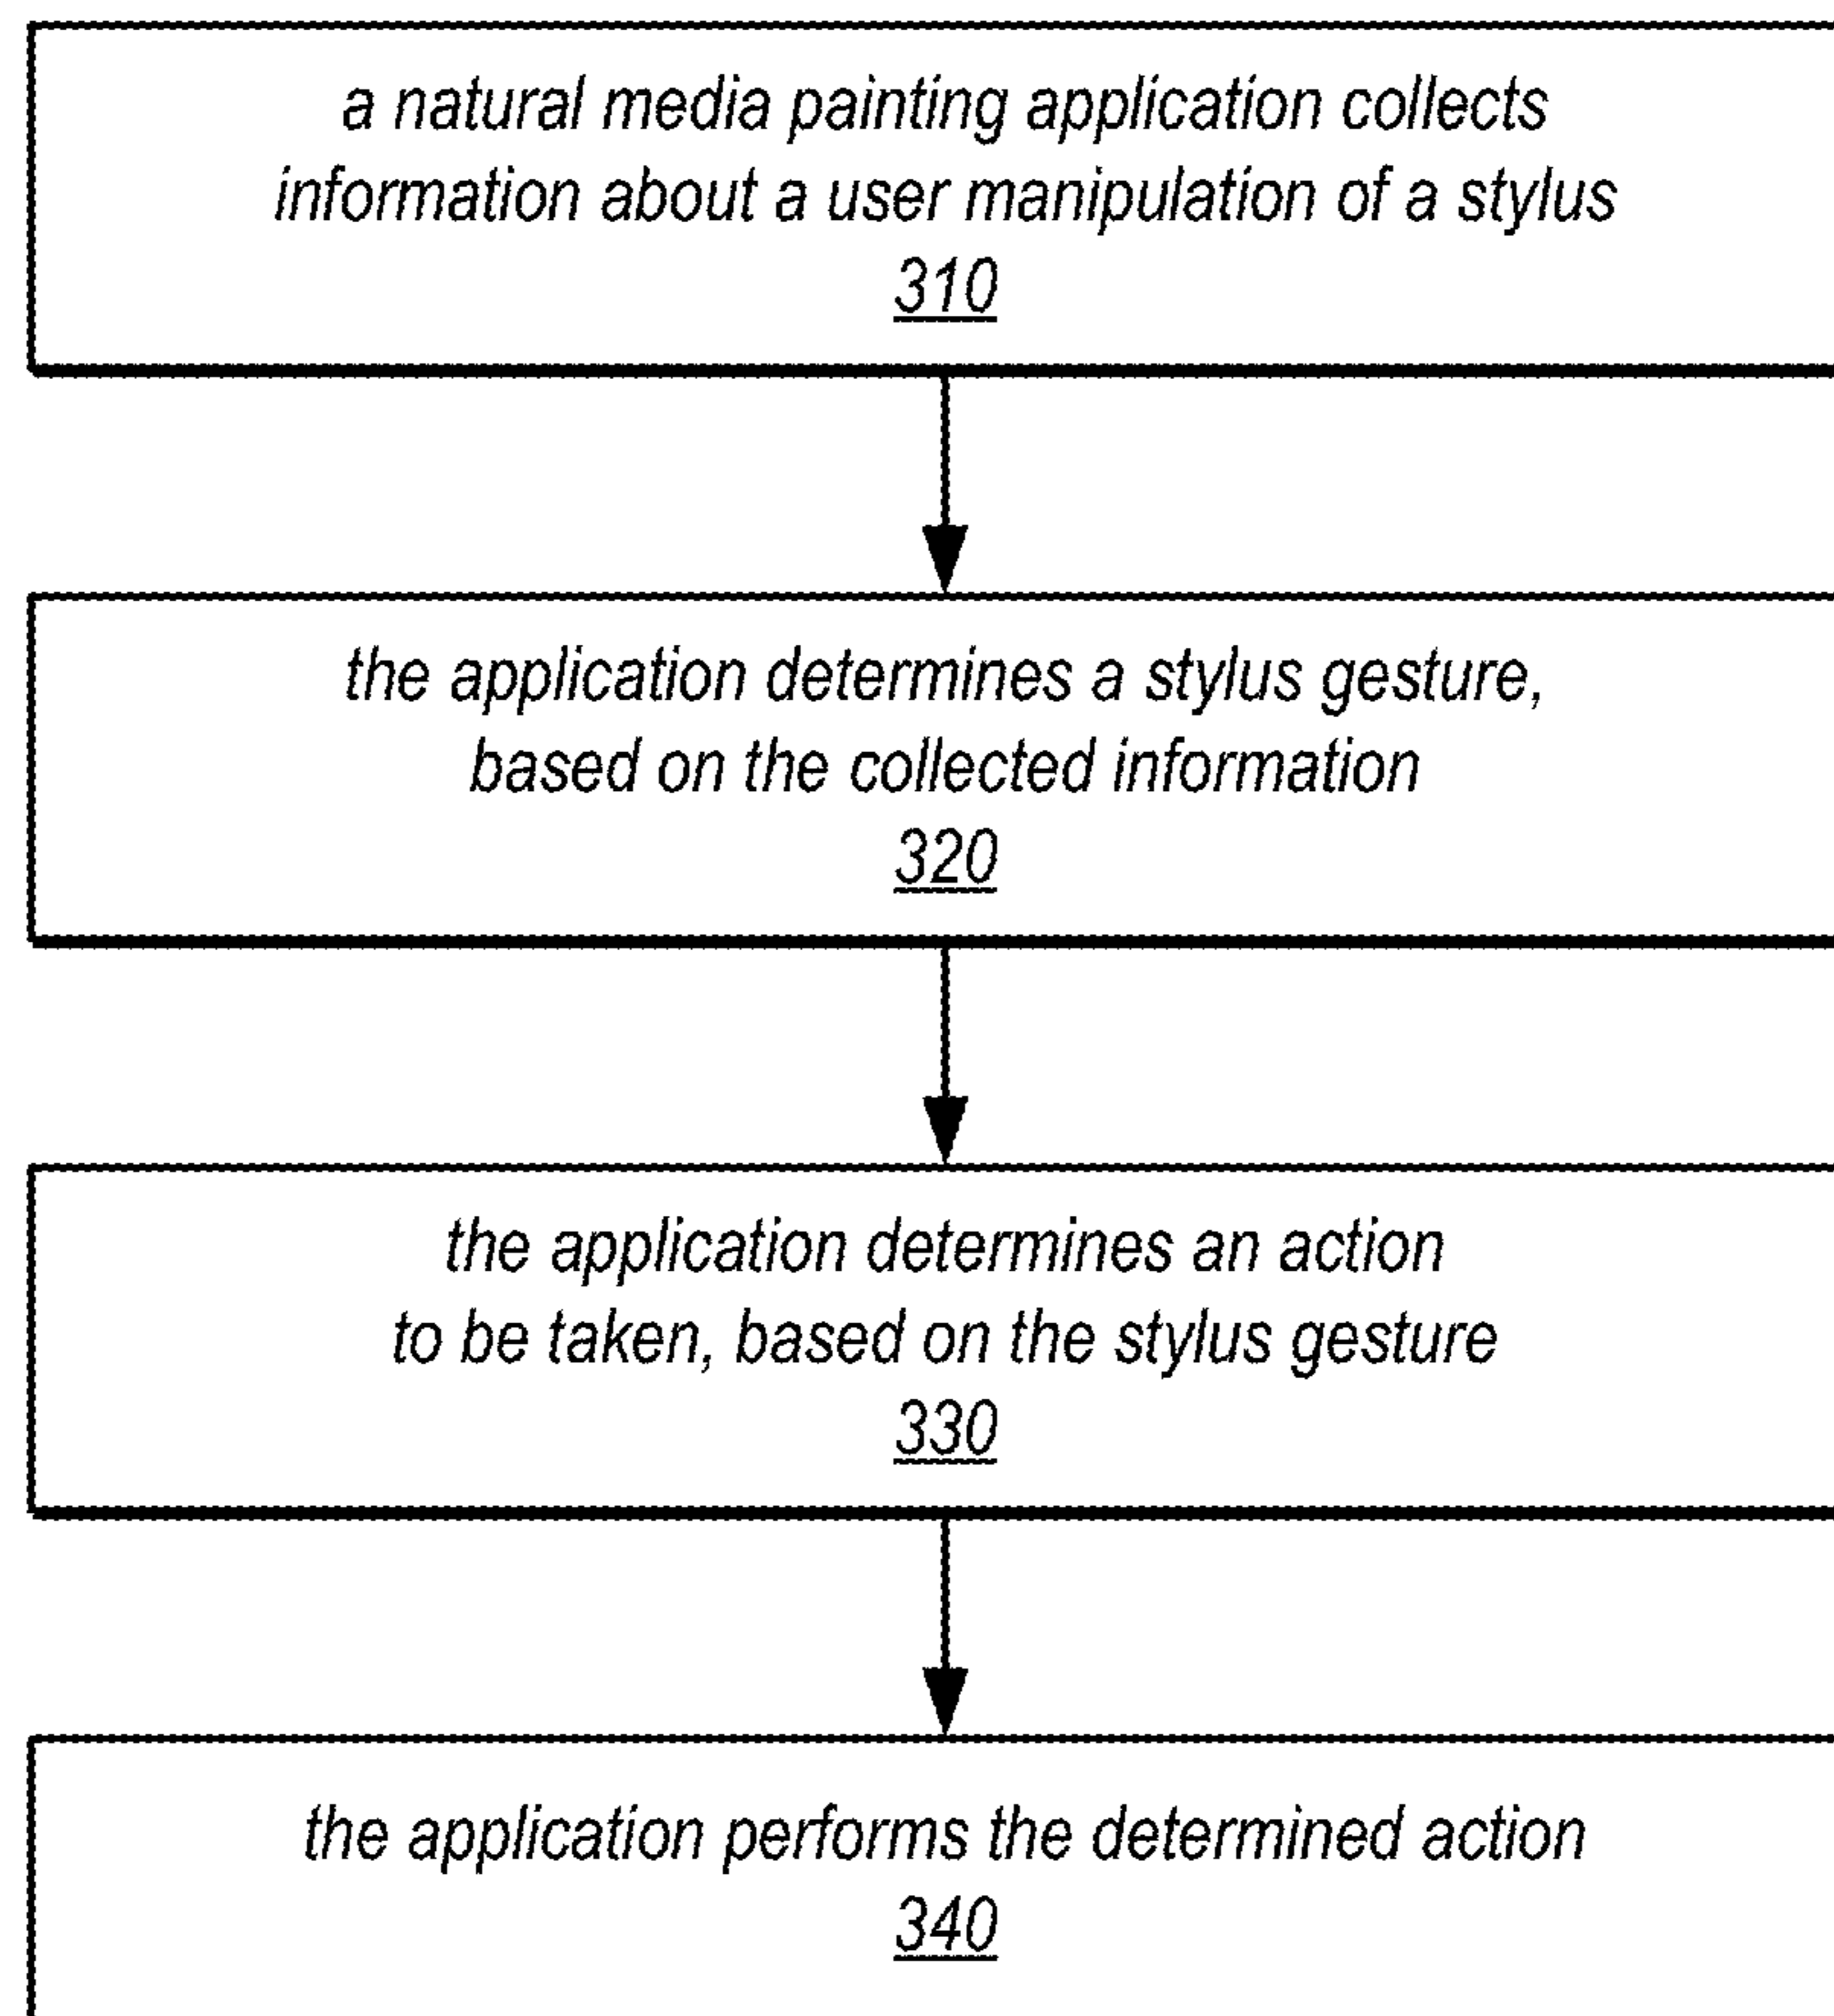 a natural media painting application collects
information about a user manipulation of a stylus
310
the application determines a stylus gesture,
based on the collected information
320
the application determines an action
to be taken, based on the stylus gesture
330
the application performs the determined action
340